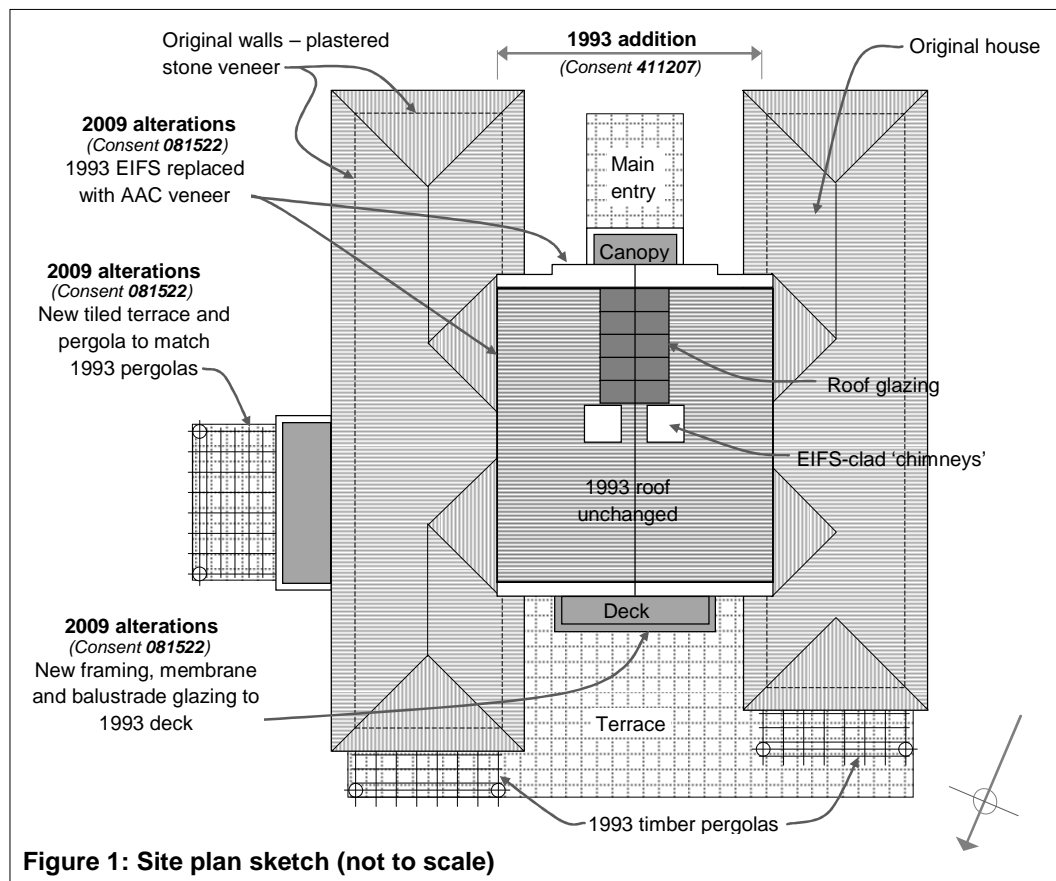 Original walls – plastered
stone veneer
1993 addition
(Consent 411207)
Original house
2009 alterations
(Consent 081522)
1993 EIFS replaced
with AAC veneer
Main
entry
Canopy
2009 alterations
(Consent 081522)
New tiled terrace and
pergola to match
1993 pergolas
Roof glazing
EIFS-clad 'chimneys'
1993 roof
unchanged
Deck
2009 alterations
(Consent 081522)
New framing, membrane
and balustrade glazing to
1993 deck
Terrace
1993 timber pergolas
Figure 1: Site plan sketch (not to scale)